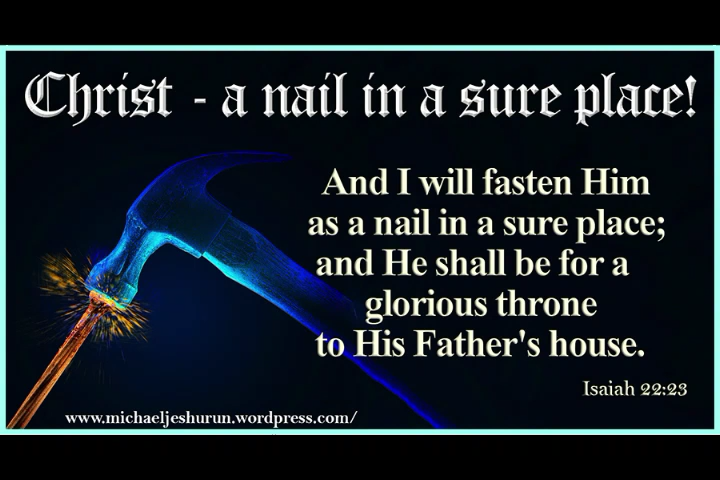 Christ - a nail in a sure place!
And I will fasten Him
as a nail in a sure place;
and He shall be for a
glorious throne
to His Father's house.
Isaiah 22:23
www.michaeljeshurun.wordpress.com/